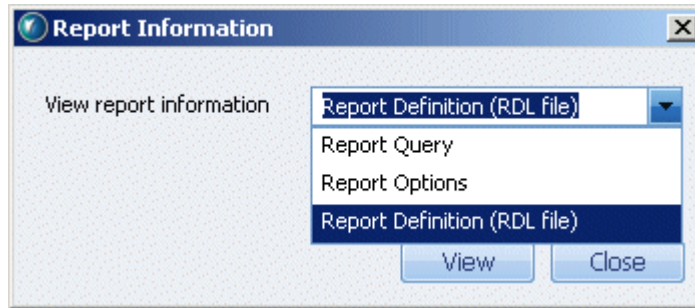 Report Information
View report information
Report Definition (RDL file)
Report Query
Report Options
Report Definition (RDL file)
View
Close